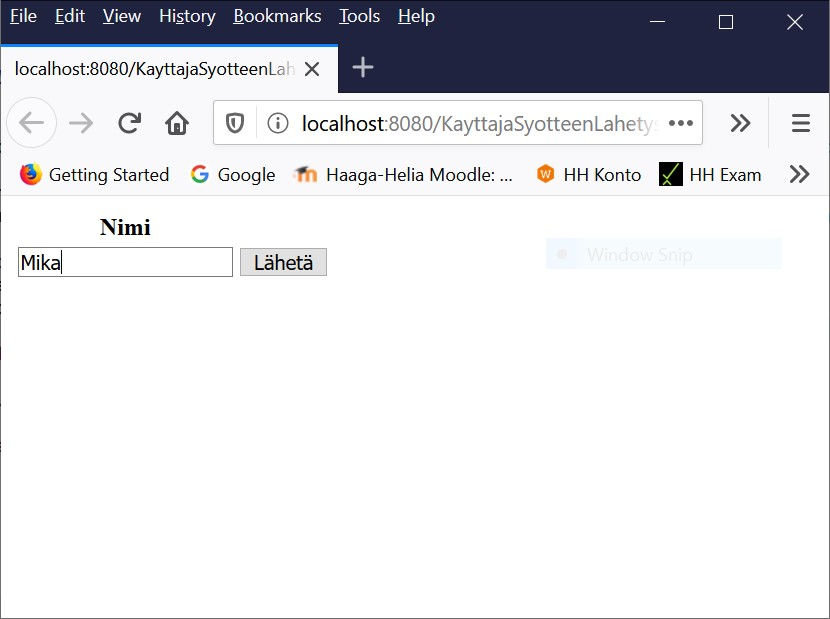 File Edit View History Bookmarks Tools Help
localhost:8080/KayttajaSyotteenLah
localhost:8080/KayttajaSyotteenLahetys
Getting Started Google Haaga-Helia Moodle: ... HH Konto HH Exam
Nimi
Mika Lähetä
Window Snip